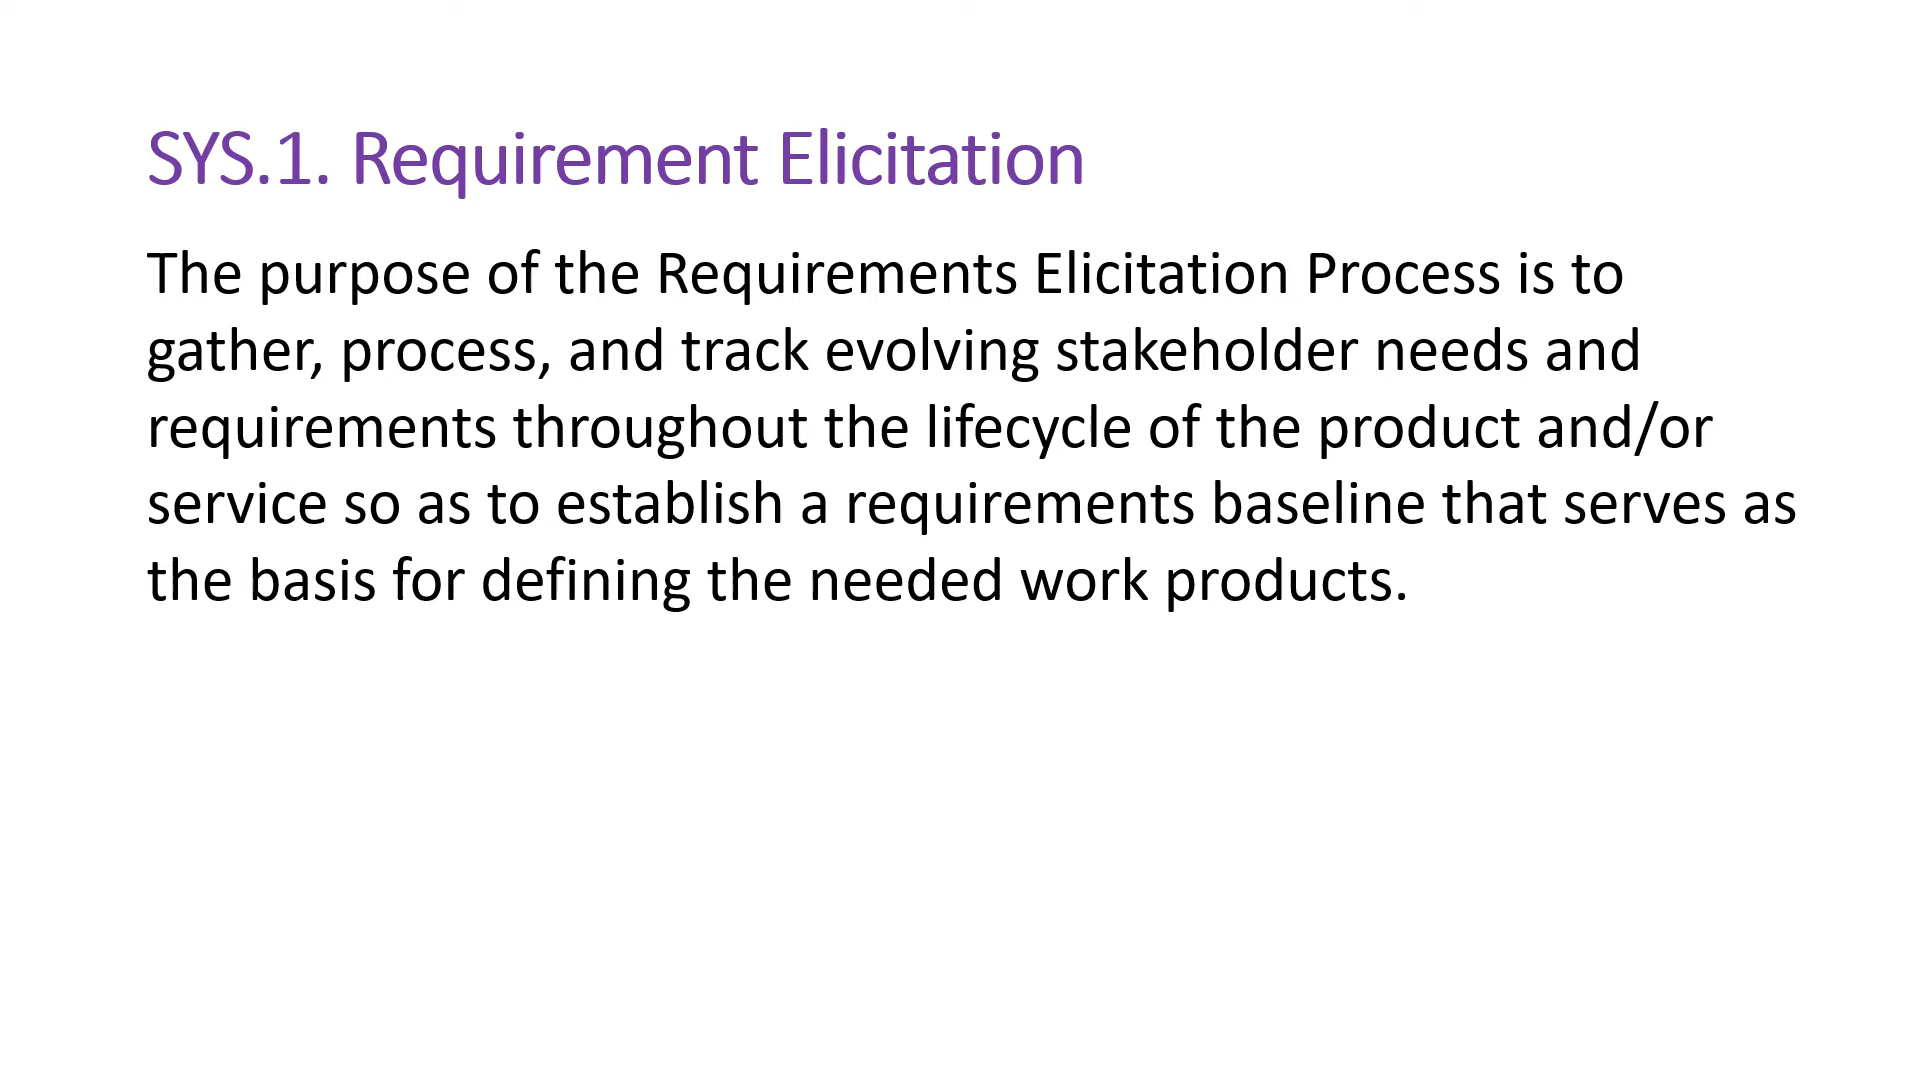 SYS.1. Requirement Elicitation
The purpose of the Requirements Elicitation Process is to
gather, process, and track evolving stakeholder needs and
requirements throughout the lifecycle of the product and/or
service so as to establish a requirements baseline that serves as
the basis for defining the needed work products.